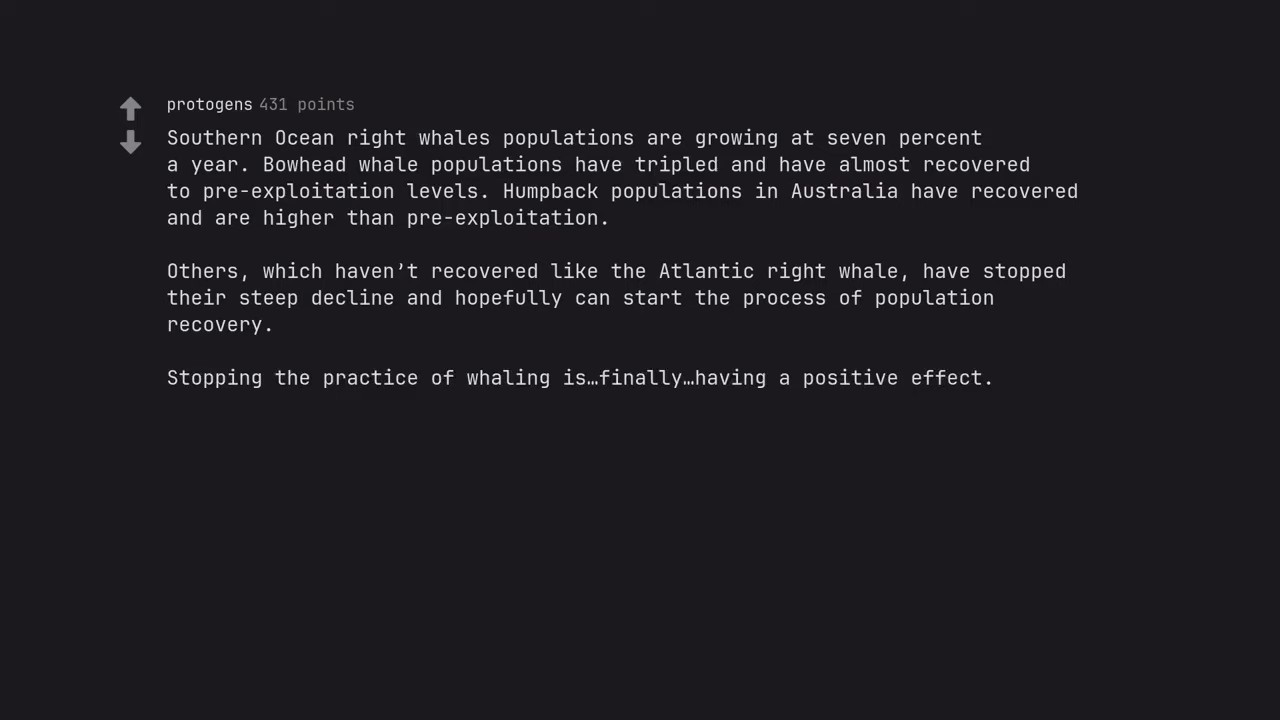 protogens 431 points
Southern Ocean right whales populations are growing at seven percent
a year. Bowhead whale populations have tripled and have almost recovered
to pre-exploitation levels. Humpback populations in Australia have recovered
and are higher than pre-exploitation.
Others, which haven’t recovered like the Atlantic right whale, have stopped
their steep decline and hopefully can start the process of population
recovery.
Stopping the practice of whaling is…finally…having a positive effect.